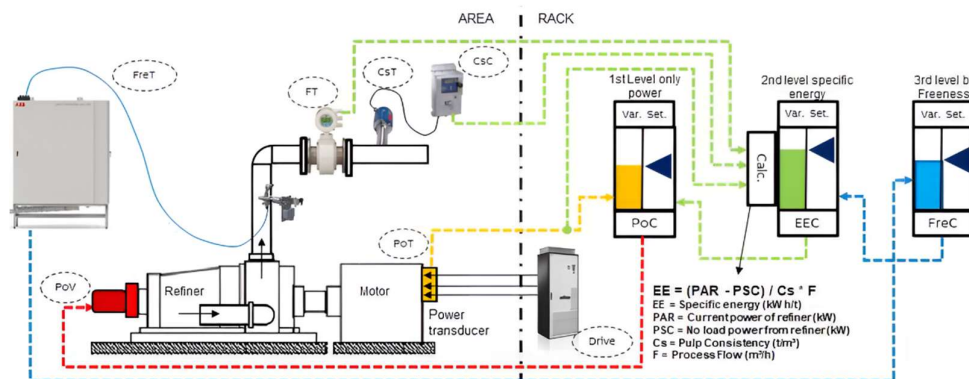 AREA
RACK
FreT
CsT
CsC
FT
1st Level only
power
2nd level specific
energy
3rd level b
Freeness
Var. Set.
Var. Set.
Var. Set.
Calc.
PoC
EEC
FreC
PoT
PoV
Refiner
Motor
Power
transducer
Drive
EE = (PAR - PSC) / Cs * F
EE = Specific energy (kW h/t)
PAR = Current power of refiner (kW)
PSC = No load power from refiner (kW)
Cs = Pulp Consistency (t/m³)
F = Process Flow (m³/h)